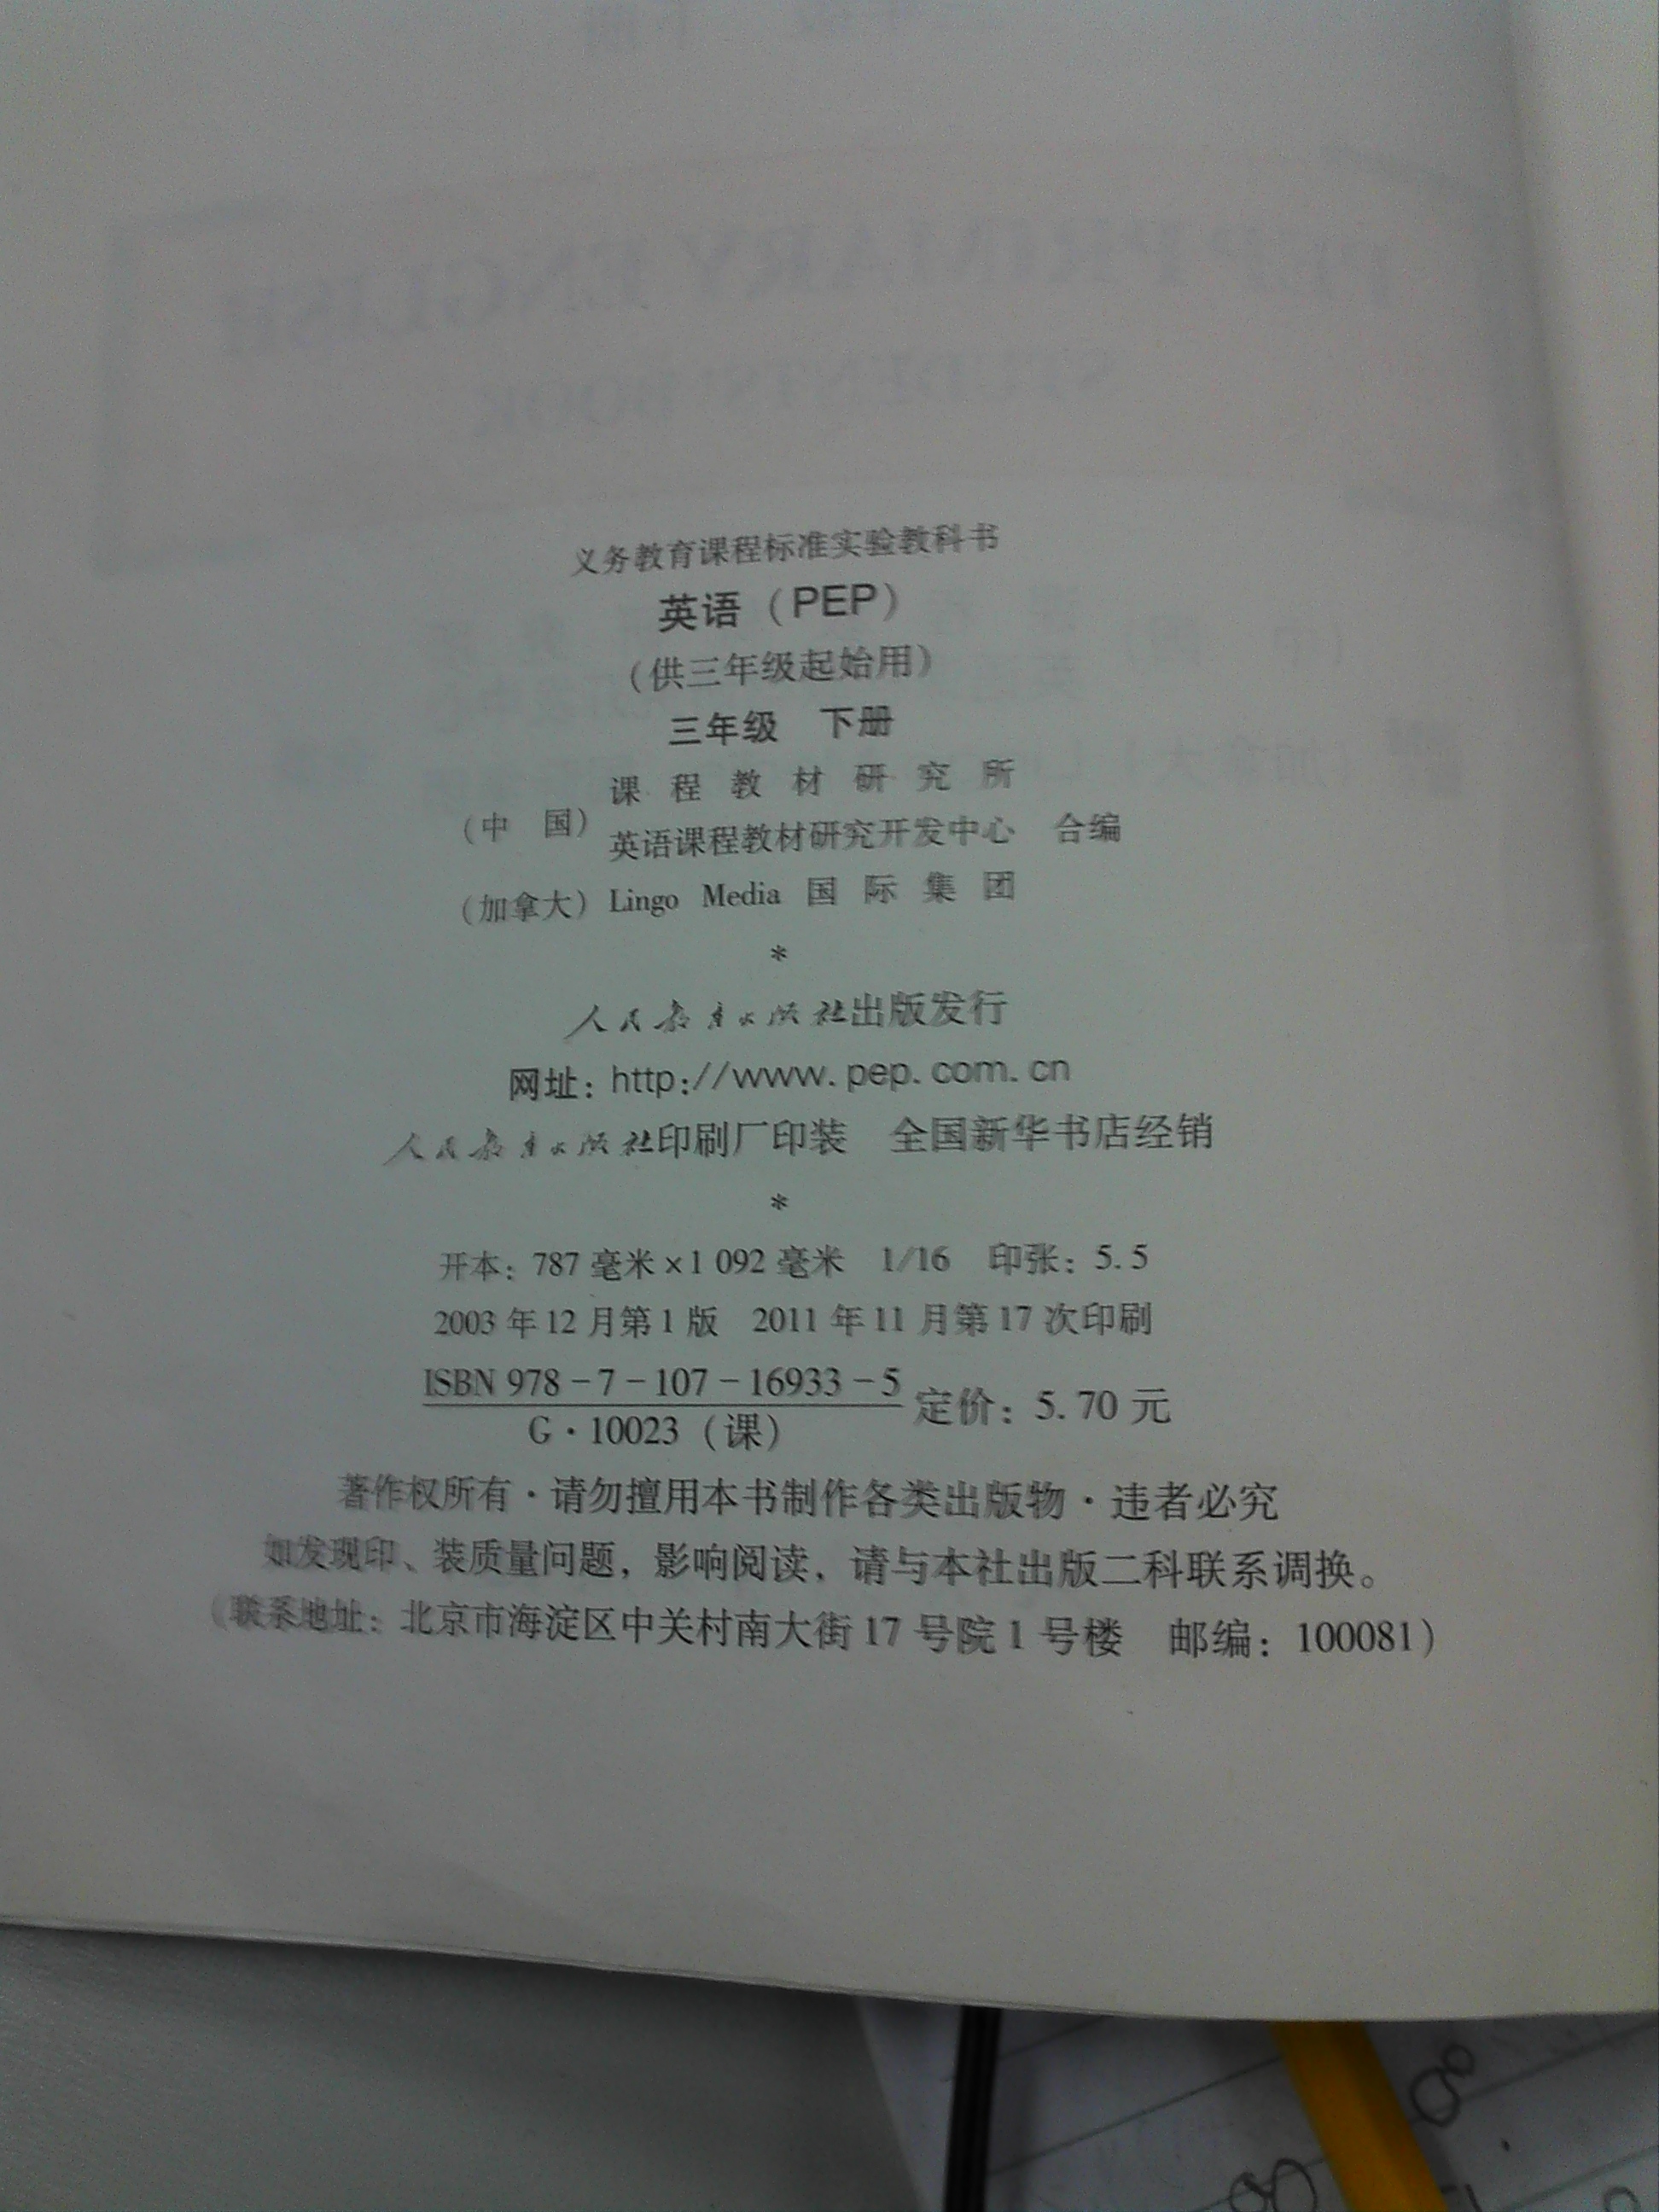 义务教育课程标准实验教科书
英语（PEP）
（供三年级起始用）
三年级　下册
课程教材研究所
（中　国）
英语课程教材研究开发中心　合编
（加拿大）Lingo Media 国际集团
*
人民教育出版社出版发行
网址：http://www.pep.com.cn
人民教育出版社印刷厂印装　全国新华书店经销
*
开本：787 毫米×1 092 毫米　1/16　印张：5.5
2003 年 12 月第 1 版　2011 年 11 月第 17 次印刷
ISBN 978－7－107－16933－5
G·10023（课）
定价：5.70 元
著作权所有·请勿擅用本书制作各类出版物·违者必究
如发现印、装质量问题，影响阅读，请与本社出版二科联系调换。
（联系地址：北京市海淀区中关村南大街 17 号院 1 号楼　邮编：100081）